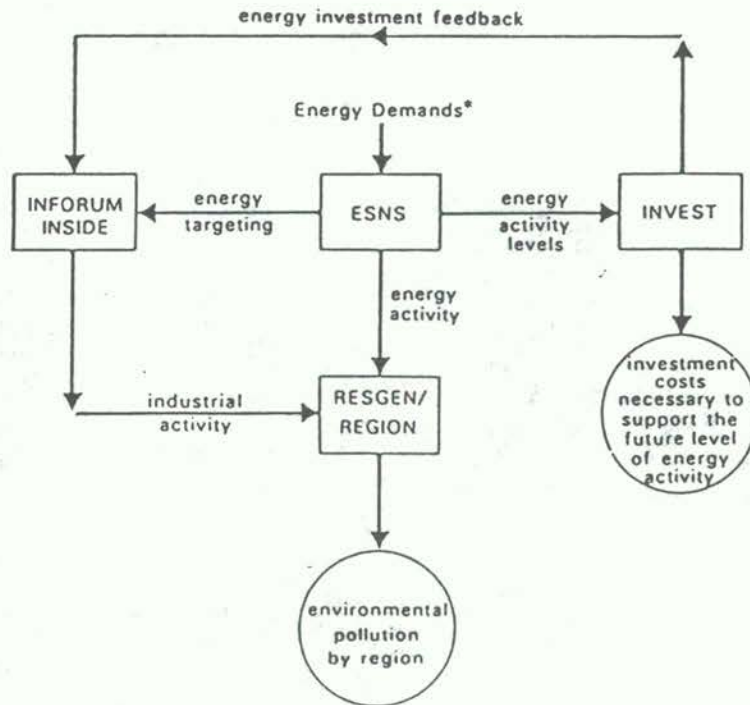 energy investment feedback
Energy Demands*
INFORUM
INSIDE
energy
targeting
ESNS
energy
activity
levels
INVEST
energy
activity
industrial
activity
RESGEN/
REGION
investment
costs
necessary to
support the
future level
of energy
activity
environmental
pollution
by region